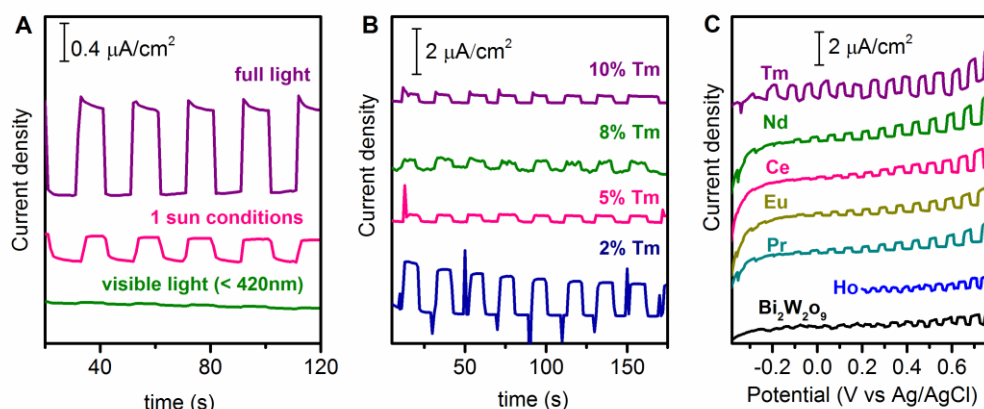 A
0.4 μA/cm²
full light
1 sun conditions
visible light (< 420nm)
Current density
40 80 120
time (s)
B
2 μA/cm²
10% Tm
8% Tm
5% Tm
2% Tm
Current density
50 100 150
time (s)
C
2 μA/cm²
Tm
Nd
Ce
Eu
Pr
Ho
Bi₂W₂o₉
Current density
-0.2 0.0 0.2 0.4 0.6
Potential (V vs Ag/AgCl)